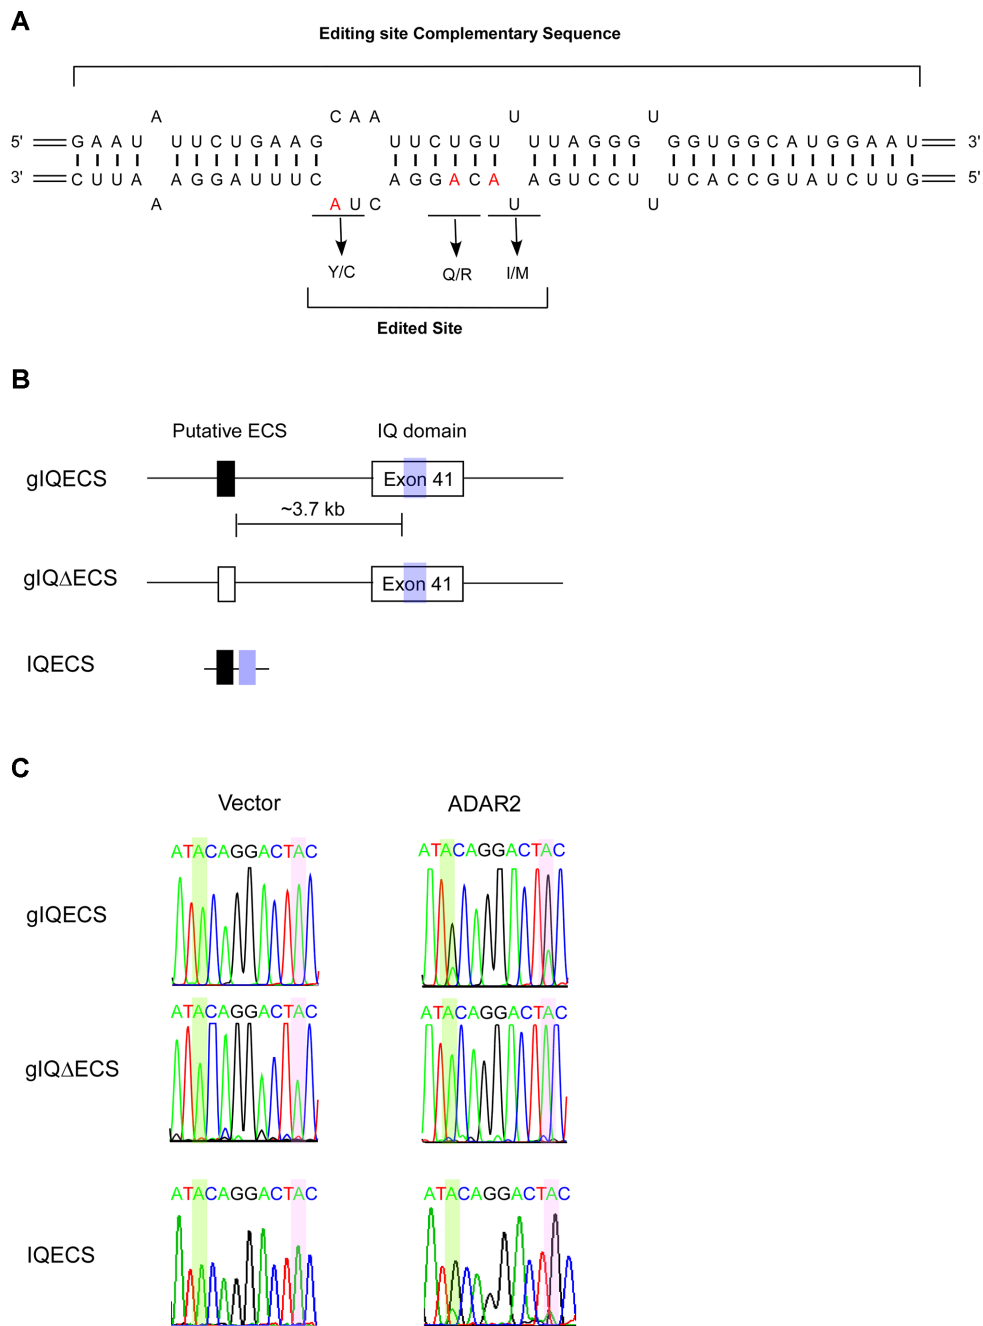 A
Editing site Complementary Sequence
A C A A U U
5' G A A U U U C U G A A G U U C U G U U U A G G G G G U G G C A U G G A A U 3'
3' C U U A A G G A U U U C A G G A C A A G U C C U U C A C C G U A U C U U G 5'
A A U C U U
Y/C Q/R I/M
Edited Site
B
Putative ECS IQ domain
gIQECS Exon 41
~3.7 kb
gIQΔECS Exon 41
IQECS
C
Vector ADAR2
ATACAGGACTAC ATACAGGACTAC
gIQECS
ATACAGGACTAC ATACAGGACTAC
gIQΔECS
ATACAGGACTAC ATACAGGACTAC
IQECS